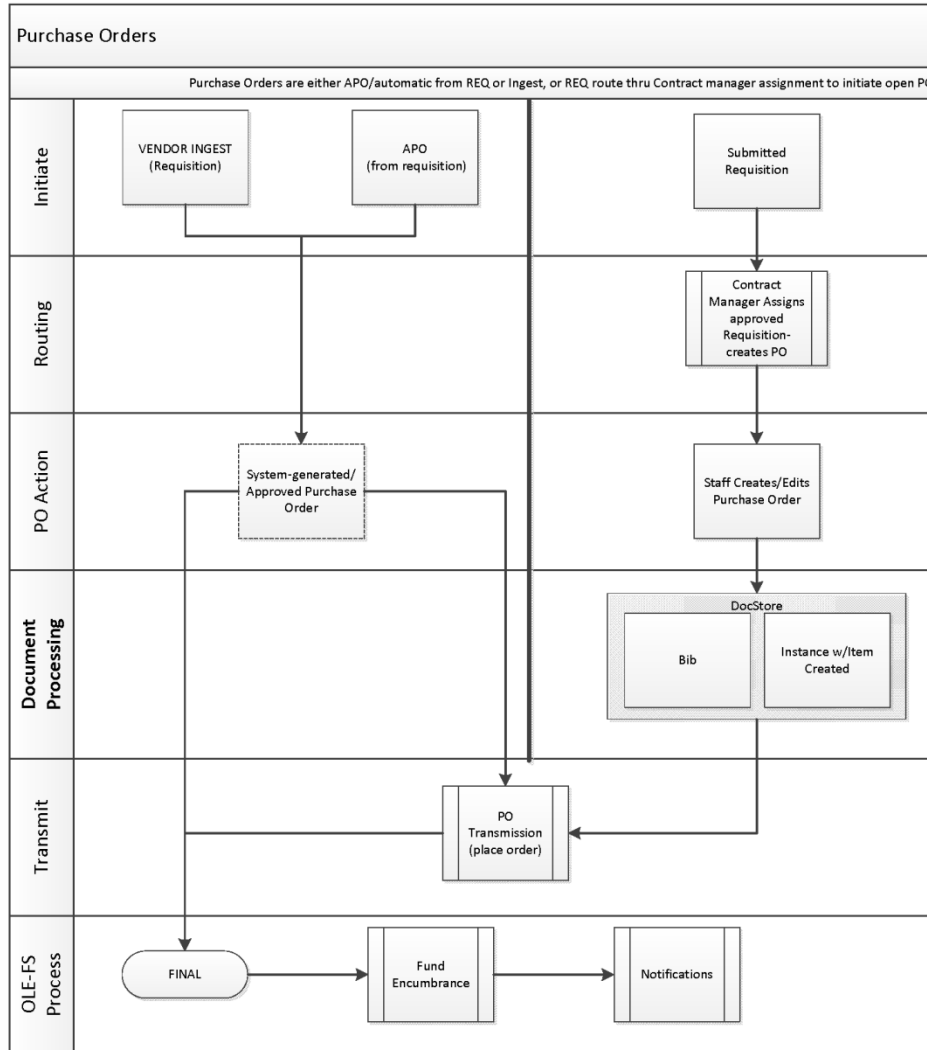 Purchase Orders
Purchase Orders are either APO/automatic from REQ or Ingest, or REQ route thru Contract manager assignment to initiate open PO
Initiate
VENDOR INGEST
(Requisition)
APO
(from requisition)
Submitted
Requisition
Routing
Contract
Manager Assigns
approved
Requisition-
creates PO
PO Action
System-generated/
Approved Purchase
Order
Staff Creates/Edits
Purchase Order
Document
Processing
DocStore
Bib
Instance w/Item
Created
Transmit
PO
Transmission
(place order)
OLE-FS
Process
FINAL
Fund
Encumbrance
Notifications